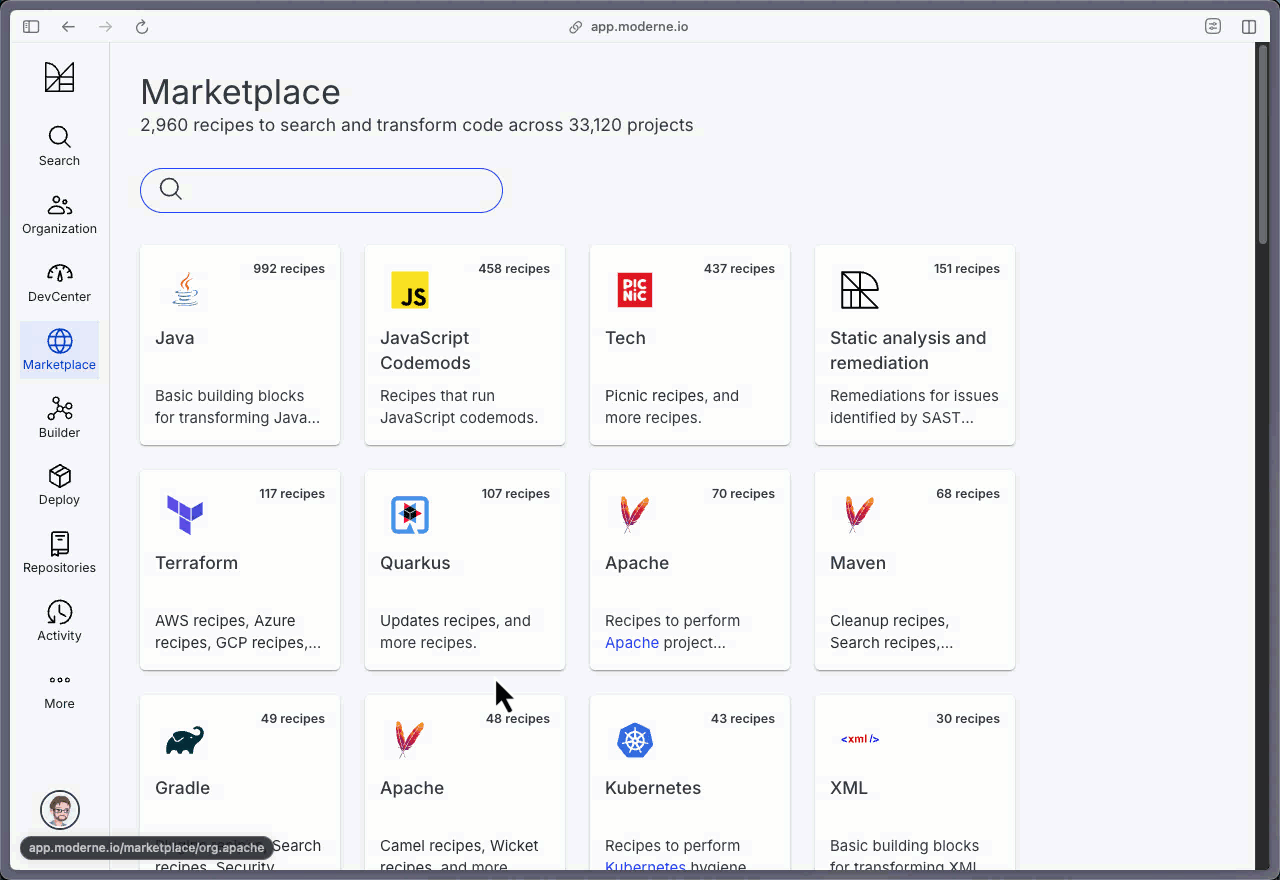 app.moderne.io
Marketplace
2,960 recipes to search and transform code across 33,120 projects
Search
Organization
DevCenter
Marketplace
Builder
Deploy
Repositories
Activity
More
992 recipes
Java
Basic building blocks
for transforming Java...
458 recipes
JS
JavaScript
Codemods
Recipes that run
JavaScript codemods.
437 recipes
PIC
NIC
Tech
Picnic recipes, and
more recipes.
151 recipes
Static analysis and
remediation
Remediations for issues
identified by SAST...
117 recipes
Terraform
AWS recipes, Azure
recipes, GCP recipes,...
107 recipes
Quarkus
Updates recipes, and
more recipes.
70 recipes
Apache
Recipes to perform
Apache project...
68 recipes
Maven
Cleanup recipes,
Search recipes,...
49 recipes
Gradle
Search
recipes, Security
48 recipes
Apache
Camel recipes, Wicket
recipes, and more
43 recipes
Kubernetes
Recipes to perform
Kubernetes hygiene
30 recipes
<xml/>
XML
Basic building blocks
for transforming XML
app.moderne.io/marketplace/org.apache